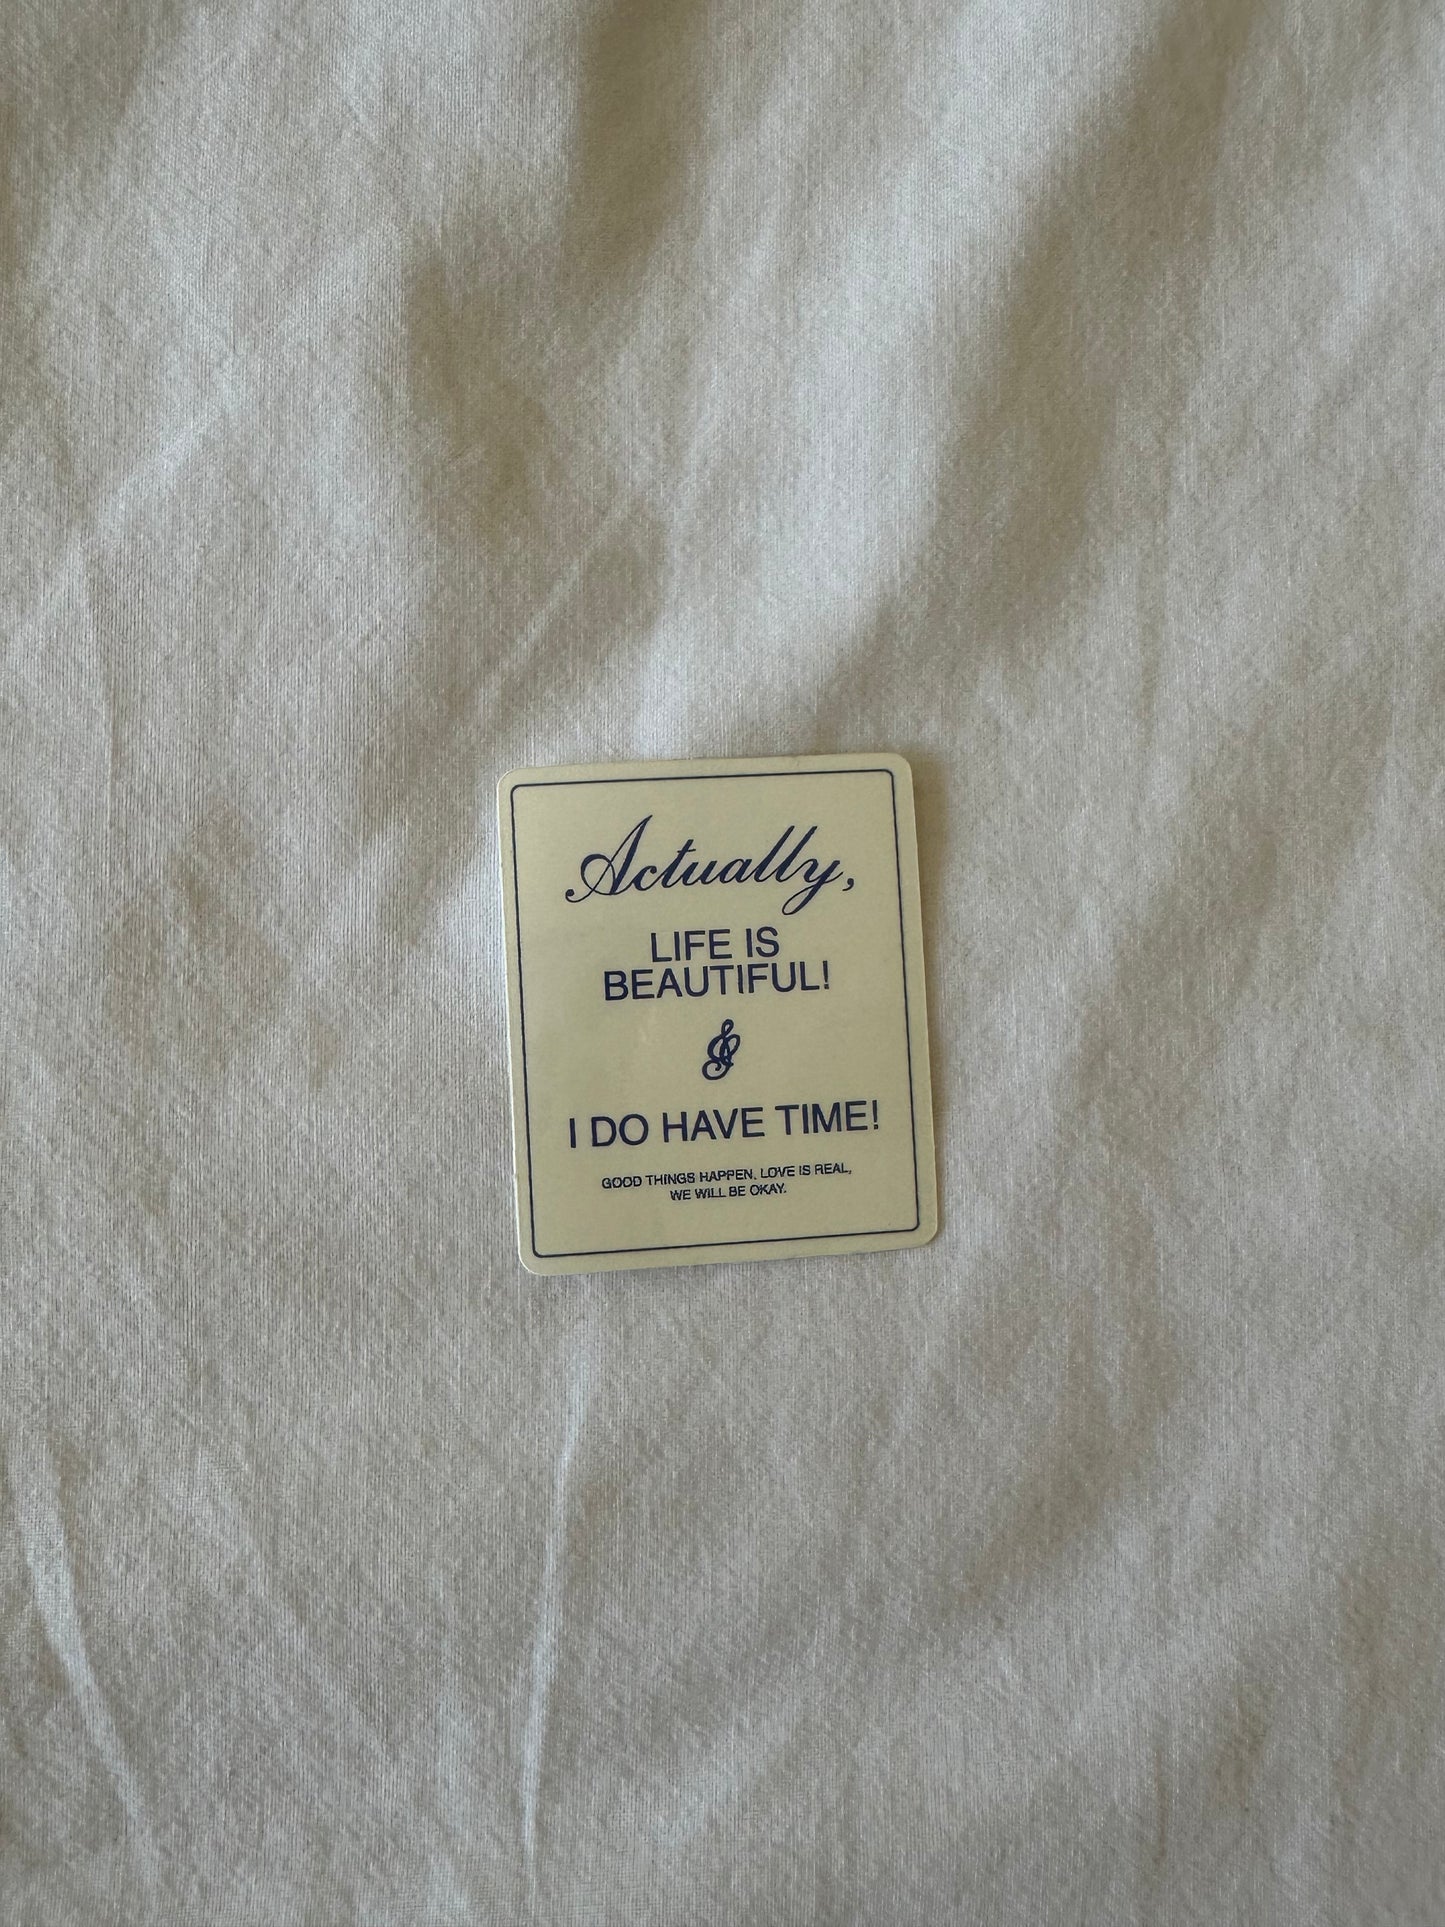 Actually,
LIFE IS
BEAUTIFUL!
&
I DO HAVE TIME!
GOOD THINGS HAPPEN, LOVE IS REAL,
WE WILL BE OKAY.